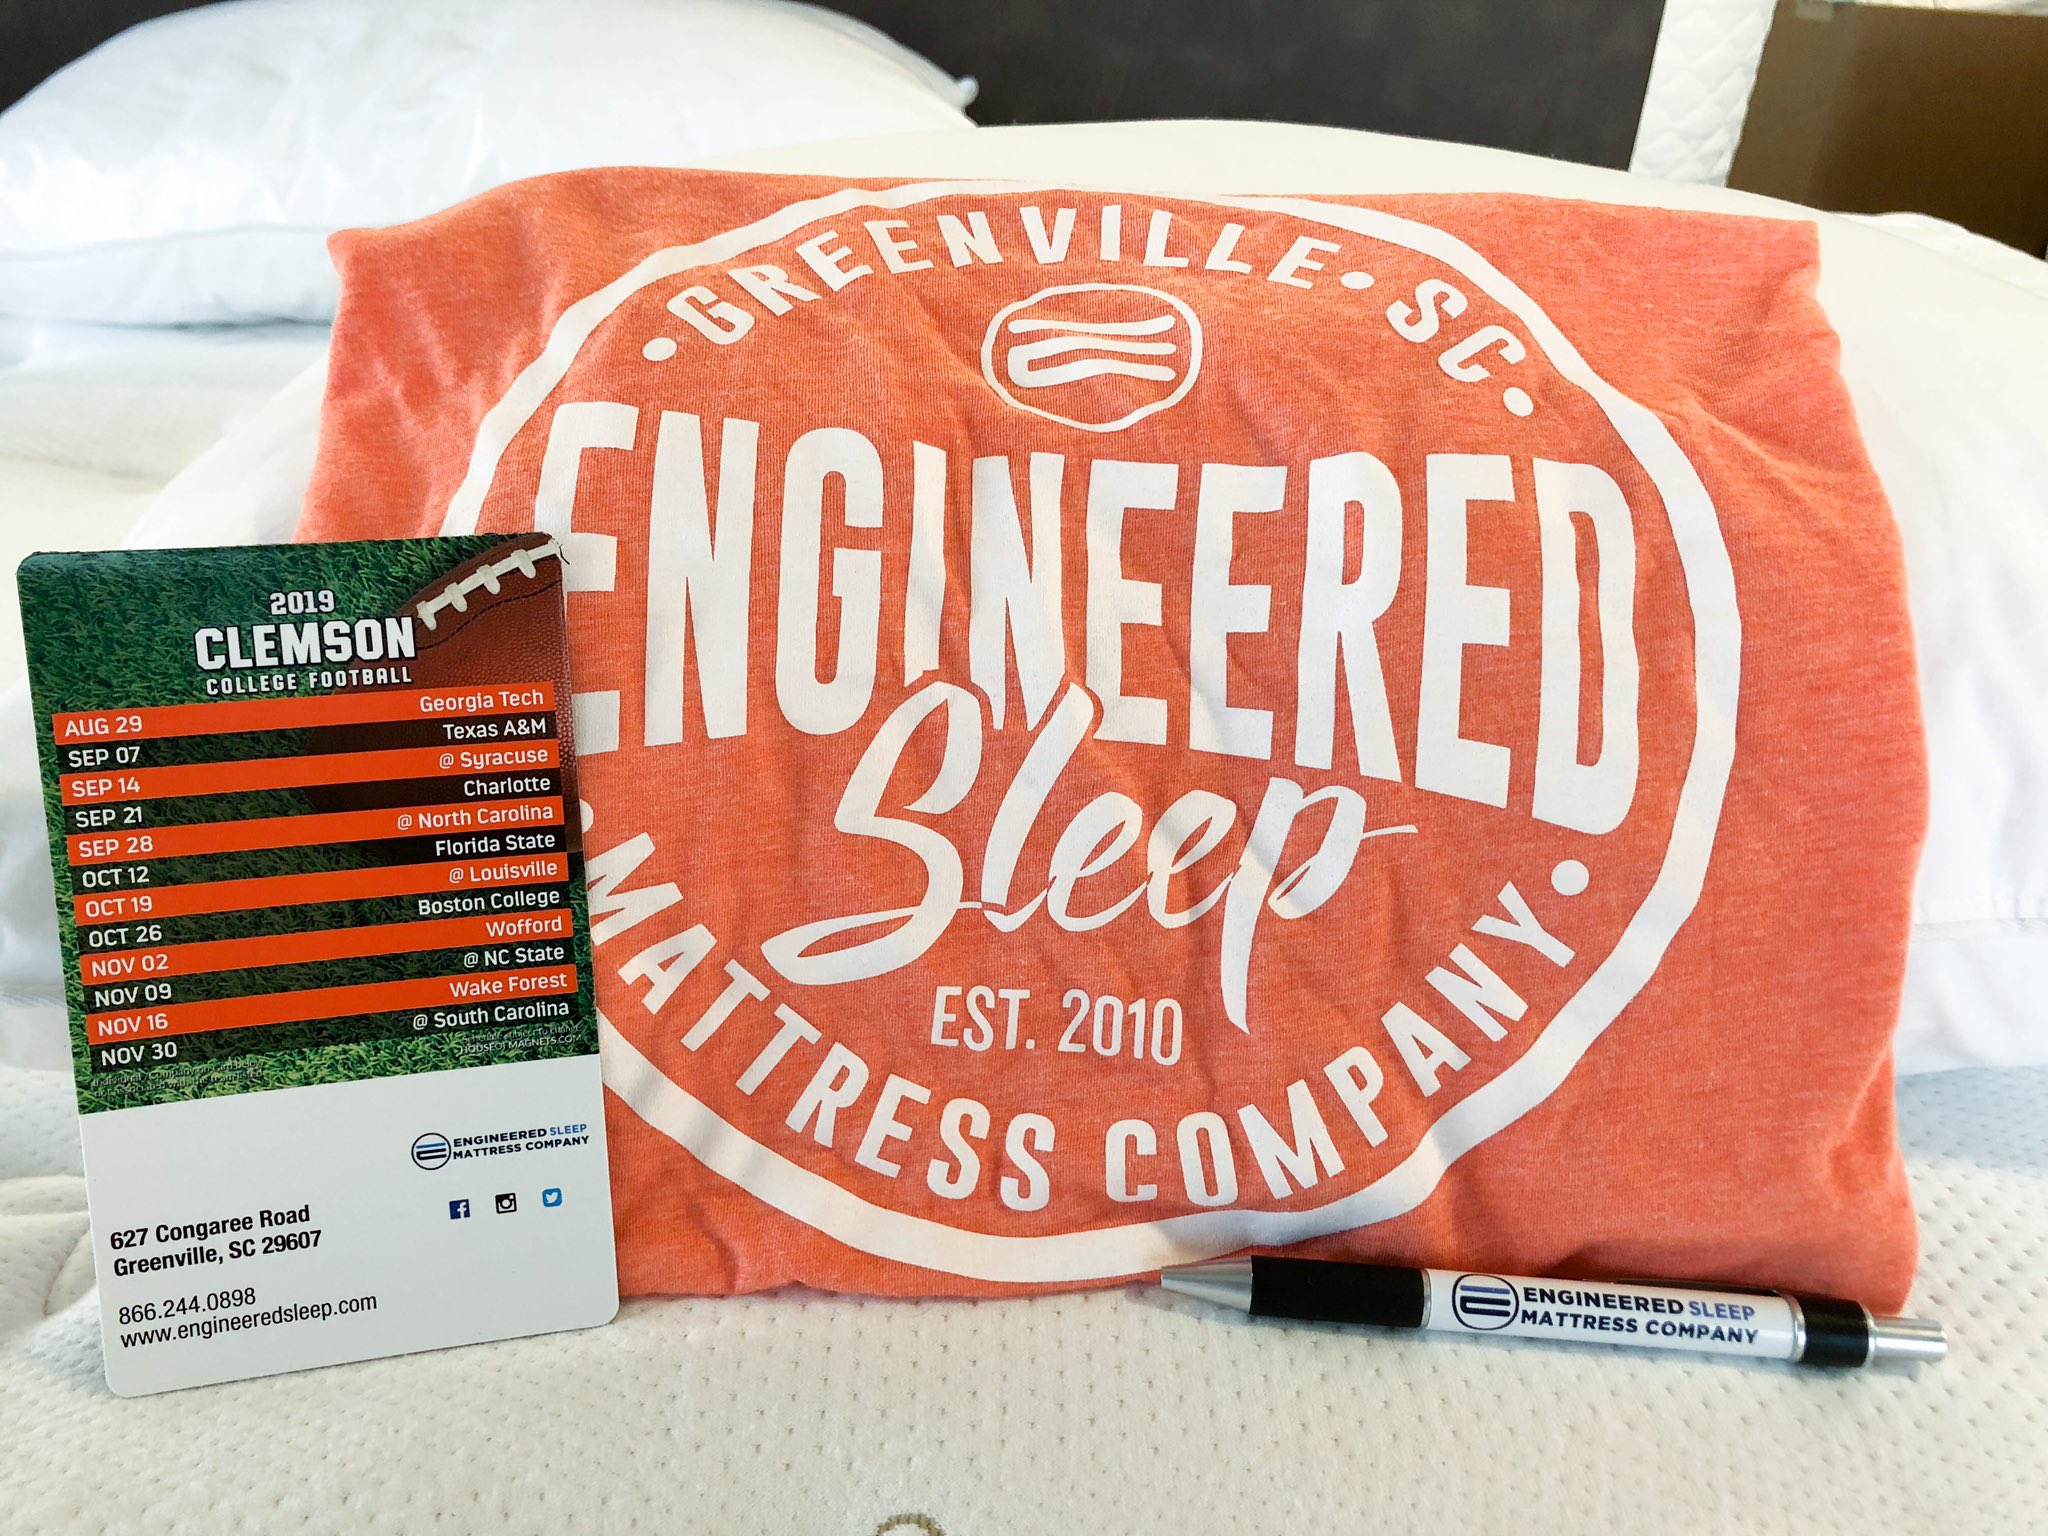 2019
CLEMSON
COLLEGE FOOTBALL
AUG 29 Georgia Tech
SEP 07 Texas A&M
SEP 14 @ Syracuse
SEP 21 Charlotte
SEP 28 @ North Carolina
OCT 12 Florida State
OCT 19 @ Louisville
OCT 26 Boston College
NOV 02 Wofford
NOV 09 @ NC State
NOV 16 Wake Forest
NOV 30 @ South Carolina
HOUSEOFMAGNETS.COM
ENGINEERED SLEEP
MATTRESS COMPANY
627 Congaree Road
Greenville, SC 29607
866.244.0898
www.engineeredsleep.com
• GREENVILLE • SC •
ENGINEERED
Sleep
EST. 2010
MATTRESS COMPANY •
ENGINEERED SLEEP
MATTRESS COMPANY